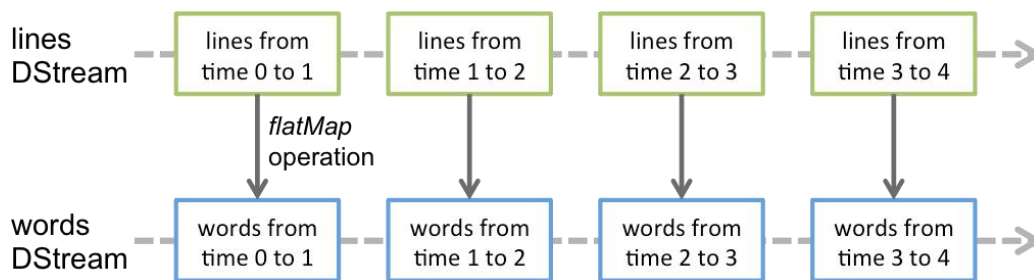 lines
DStream
lines from
time 0 to 1
lines from
time 1 to 2
lines from
time 2 to 3
lines from
time 3 to 4
flatMap
operation
words
DStream
words from
time 0 to 1
words from
time 1 to 2
words from
time 2 to 3
words from
time 3 to 4